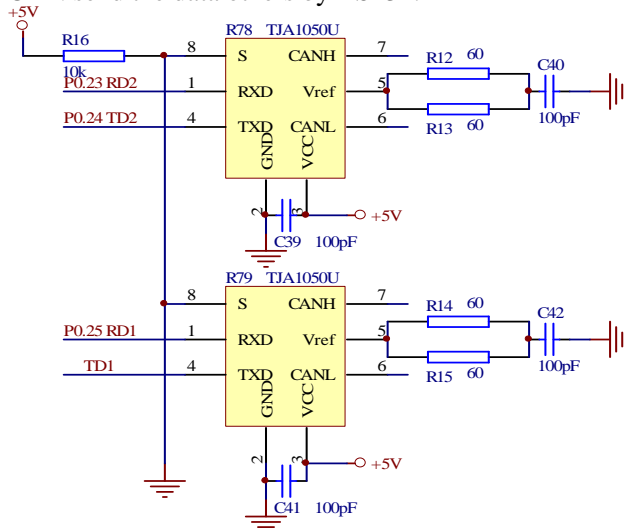 +5V
R16
10k
R78 TJA1050U
8 S CANH 7
P0.23 RD2 1 RXD Vref 5
P0.24 TD2 4 TXD CANL 6
GND VCC
2 3
+5V
C39 100pF
R12 60
R13 60
C40
100pF
R79 TJA1050U
8 S CANH 7
P0.25 RD1 1 RXD Vref 5
TD1 4 TXD CANL 6
GND VCC
2 3
+5V
C41 100pF
R14 60
R15 60
C42
100pF